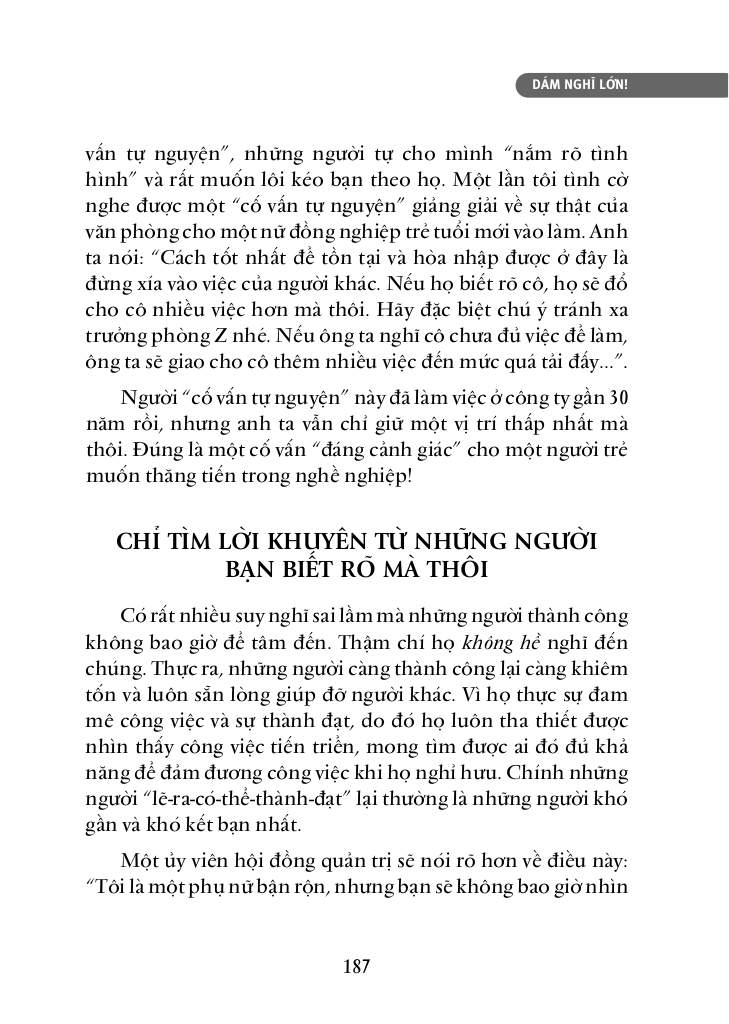 DÁM NGHĨ LỚN!
vấn tự nguyện”, những người tự cho mình “nắm rõ tình
hình” và rất muốn lôi kéo bạn theo họ. Một lần tôi tình cờ
nghe được một “cố vấn tự nguyện” giảng giải về sự thật của
văn phòng cho một nữ đồng nghiệp trẻ tuổi mới vào làm. Anh
ta nói: “Cách tốt nhất để tồn tại và hòa nhập được ở đây là
đừng xía vào việc của người khác. Nếu họ biết rõ cô, họ sẽ đổ
cho cô nhiều việc hơn mà thôi. Hãy đặc biệt chú ý tránh xa
trưởng phòng Z nhé. Nếu ông ta nghĩ cô chưa đủ việc để làm,
ông ta sẽ giao cho cô thêm nhiều việc đến mức quá tải đấy...”.
Người “cố vấn tự nguyện” này đã làm việc ở công ty gần 30
năm rồi, nhưng anh ta vẫn chỉ giữ một vị trí thấp nhất mà
thôi. Đúng là một cố vấn “đáng cảnh giác” cho một người trẻ
muốn thăng tiến trong nghề nghiệp!
CHỈ TÌM LỜI KHUYÊN TỪ NHỮNG NGƯỜI
BẠN BIẾT RÕ MÀ THÔI
Có rất nhiều suy nghĩ sai lầm mà những người thành công
không bao giờ để tâm đến. Thậm chí họ không hề nghĩ đến
chúng. Thực ra, những người càng thành công lại càng khiêm
tốn và luôn sẵn lòng giúp đỡ người khác. Vì họ thực sự đam
mê công việc và sự thành đạt, do đó họ luôn tha thiết được
nhìn thấy công việc tiến triển, mong tìm được ai đó đủ khả
năng để đảm đương công việc khi họ nghỉ hưu. Chính những
người “lẽ-ra-có-thể-thành-đạt” lại thường là những người khó
gần và khó kết bạn nhất.
Một ủy viên hội đồng quản trị sẽ nói rõ hơn về điều này:
“Tôi là một phụ nữ bận rộn, nhưng bạn sẽ không bao giờ nhìn
187